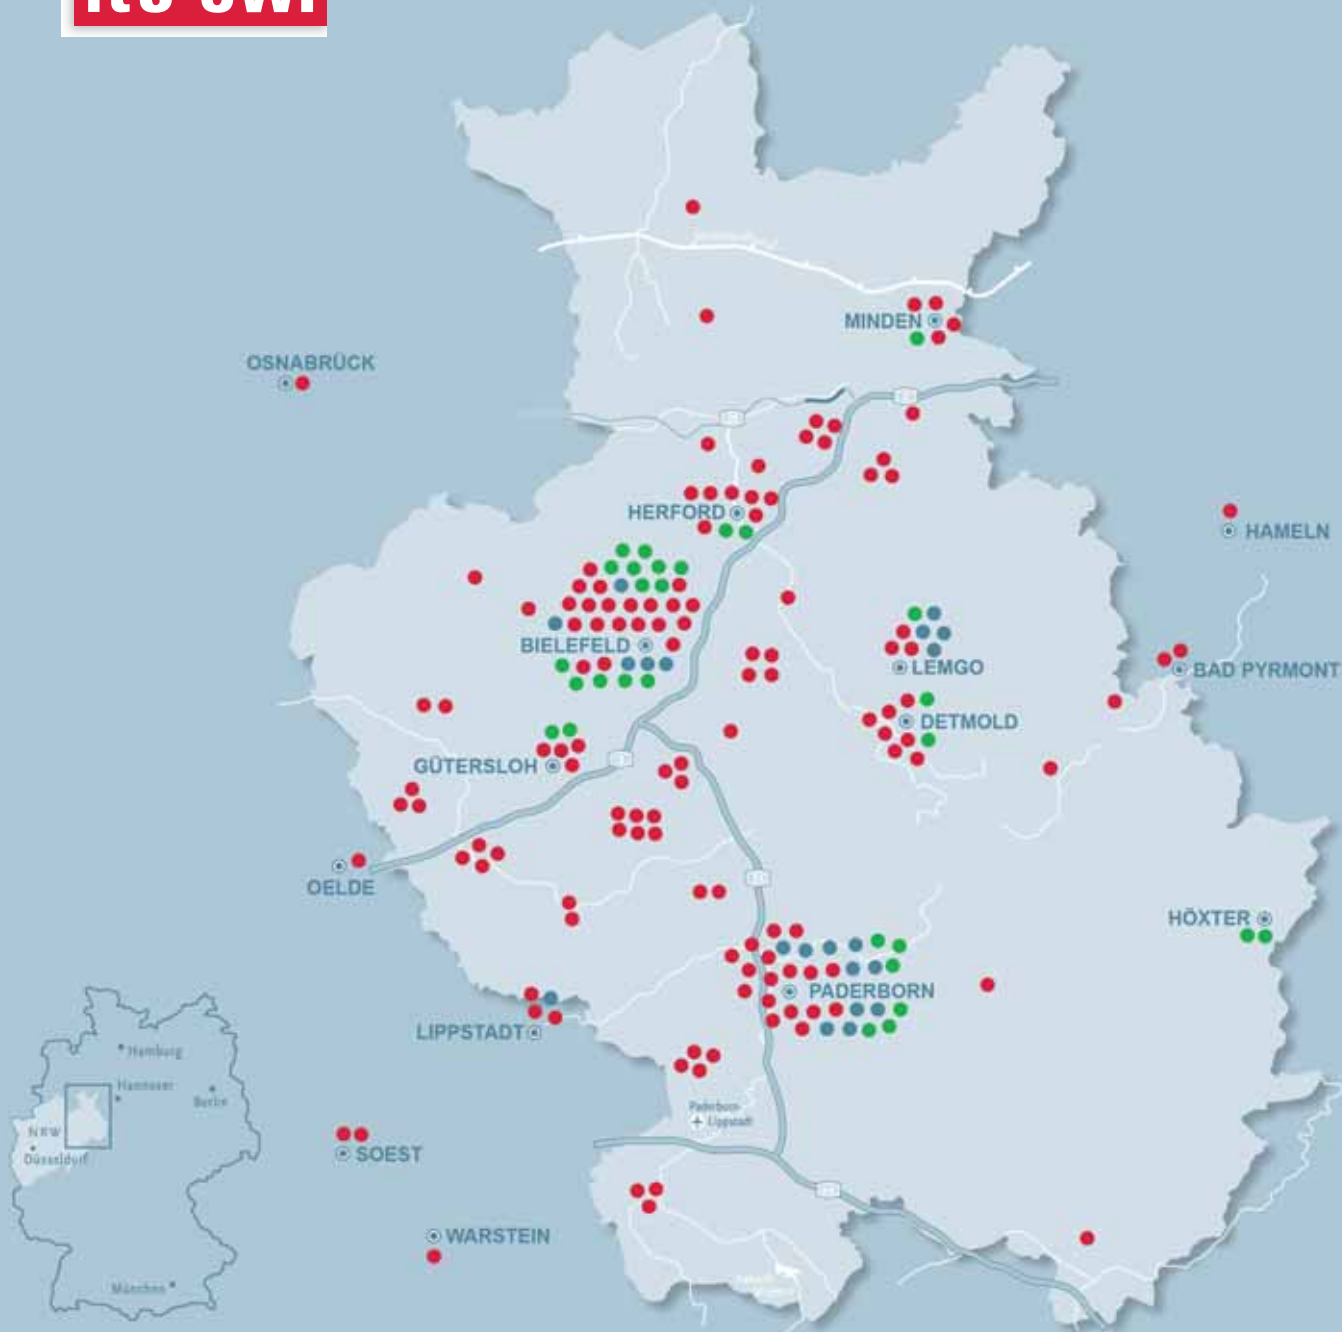 MINDEN
OSNABRÜCK
HERFORD
HAMELN
BIELEFELD
LEMGO
BAD PYRMONT
DETMOLD
GÜTERSLOH
OELDE
HÖXTER
PADERBORN
LIPPSTADT
Hamburg
Hannover
Berlin
NRW
Düsseldorf
München
Paderborn-
Lippstadt
SOEST
WARSTEIN